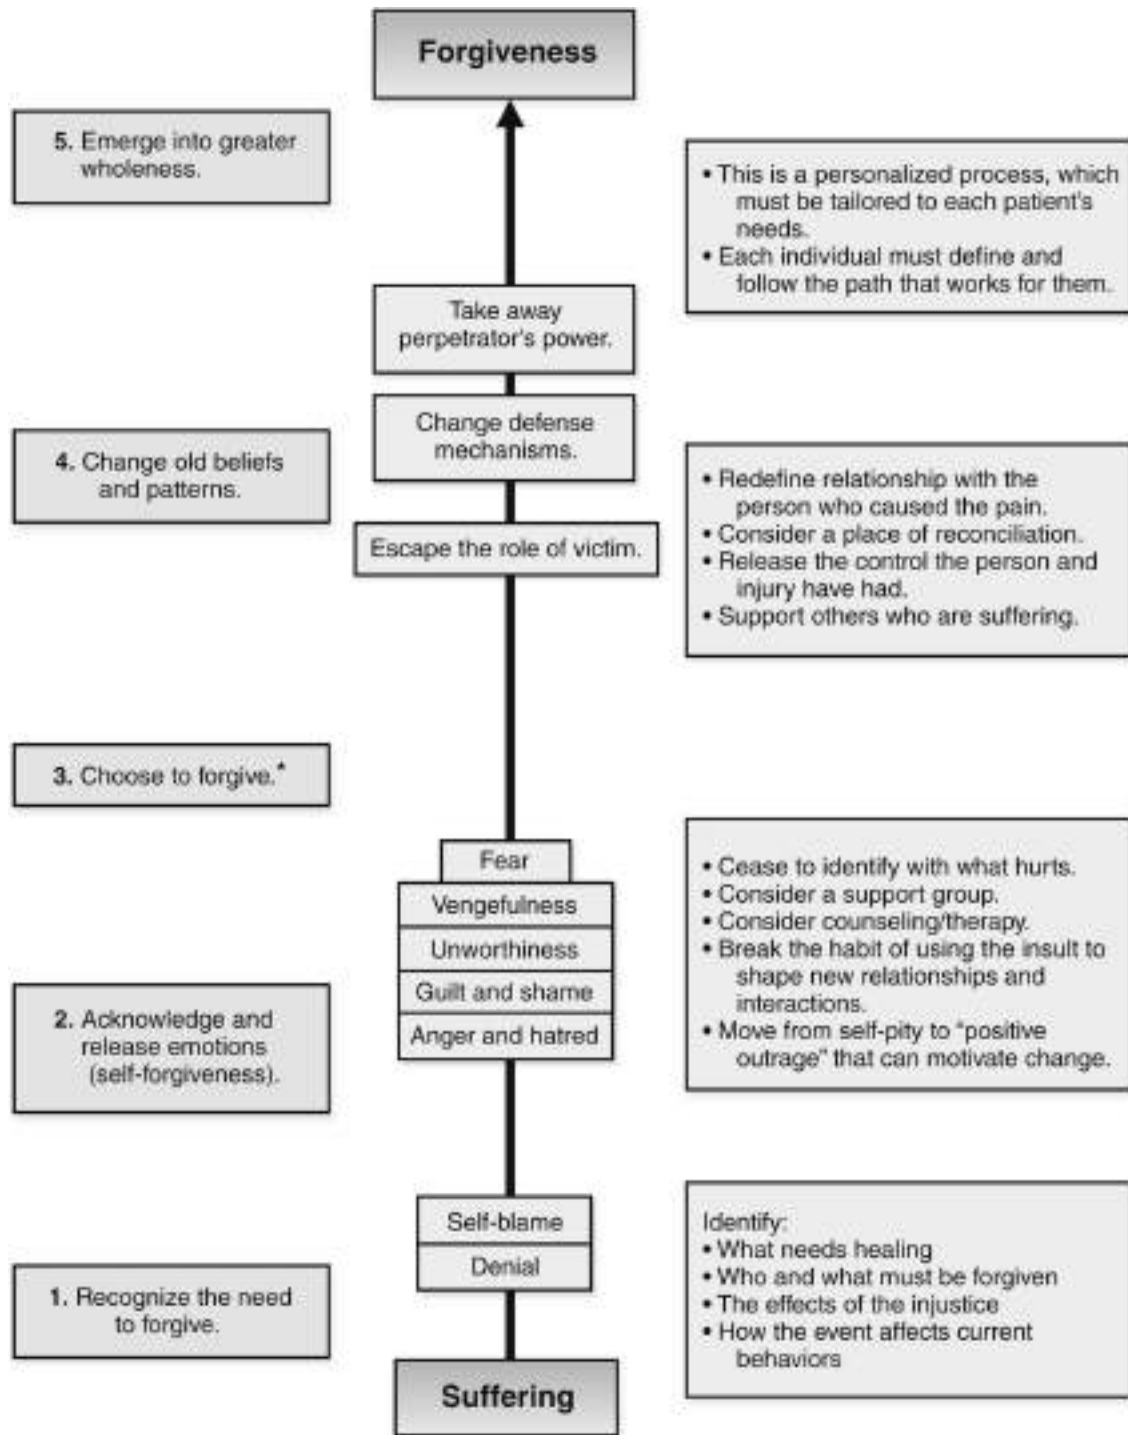 Forgiveness
5. Emerge into greater
wholeness.
• This is a personalized process, which
must be tailored to each patient's
needs.
• Each individual must define and
follow the path that works for them.
Take away
perpetrator's power.
Change defense
mechanisms.
4. Change old beliefs
and patterns.
• Redefine relationship with the
person who caused the pain.
• Consider a place of reconciliation.
• Release the control the person and
injury have had.
• Support others who are suffering.
Escape the role of victim.
3. Choose to forgive.*
Fear
Vengefulness
Unworthiness
Guilt and shame
Anger and hatred
• Cease to identify with what hurts.
• Consider a support group.
• Consider counseling/therapy.
• Break the habit of using the insult to
shape new relationships and
interactions.
• Move from self-pity to “positive
outrage” that can motivate change.
2. Acknowledge and
release emotions
(self-forgiveness).
Self-blame
Denial
Identify:
• What needs healing
• Who and what must be forgiven
• The effects of the injustice
• How the event affects current
behaviors
1. Recognize the need
to forgive.
Suffering